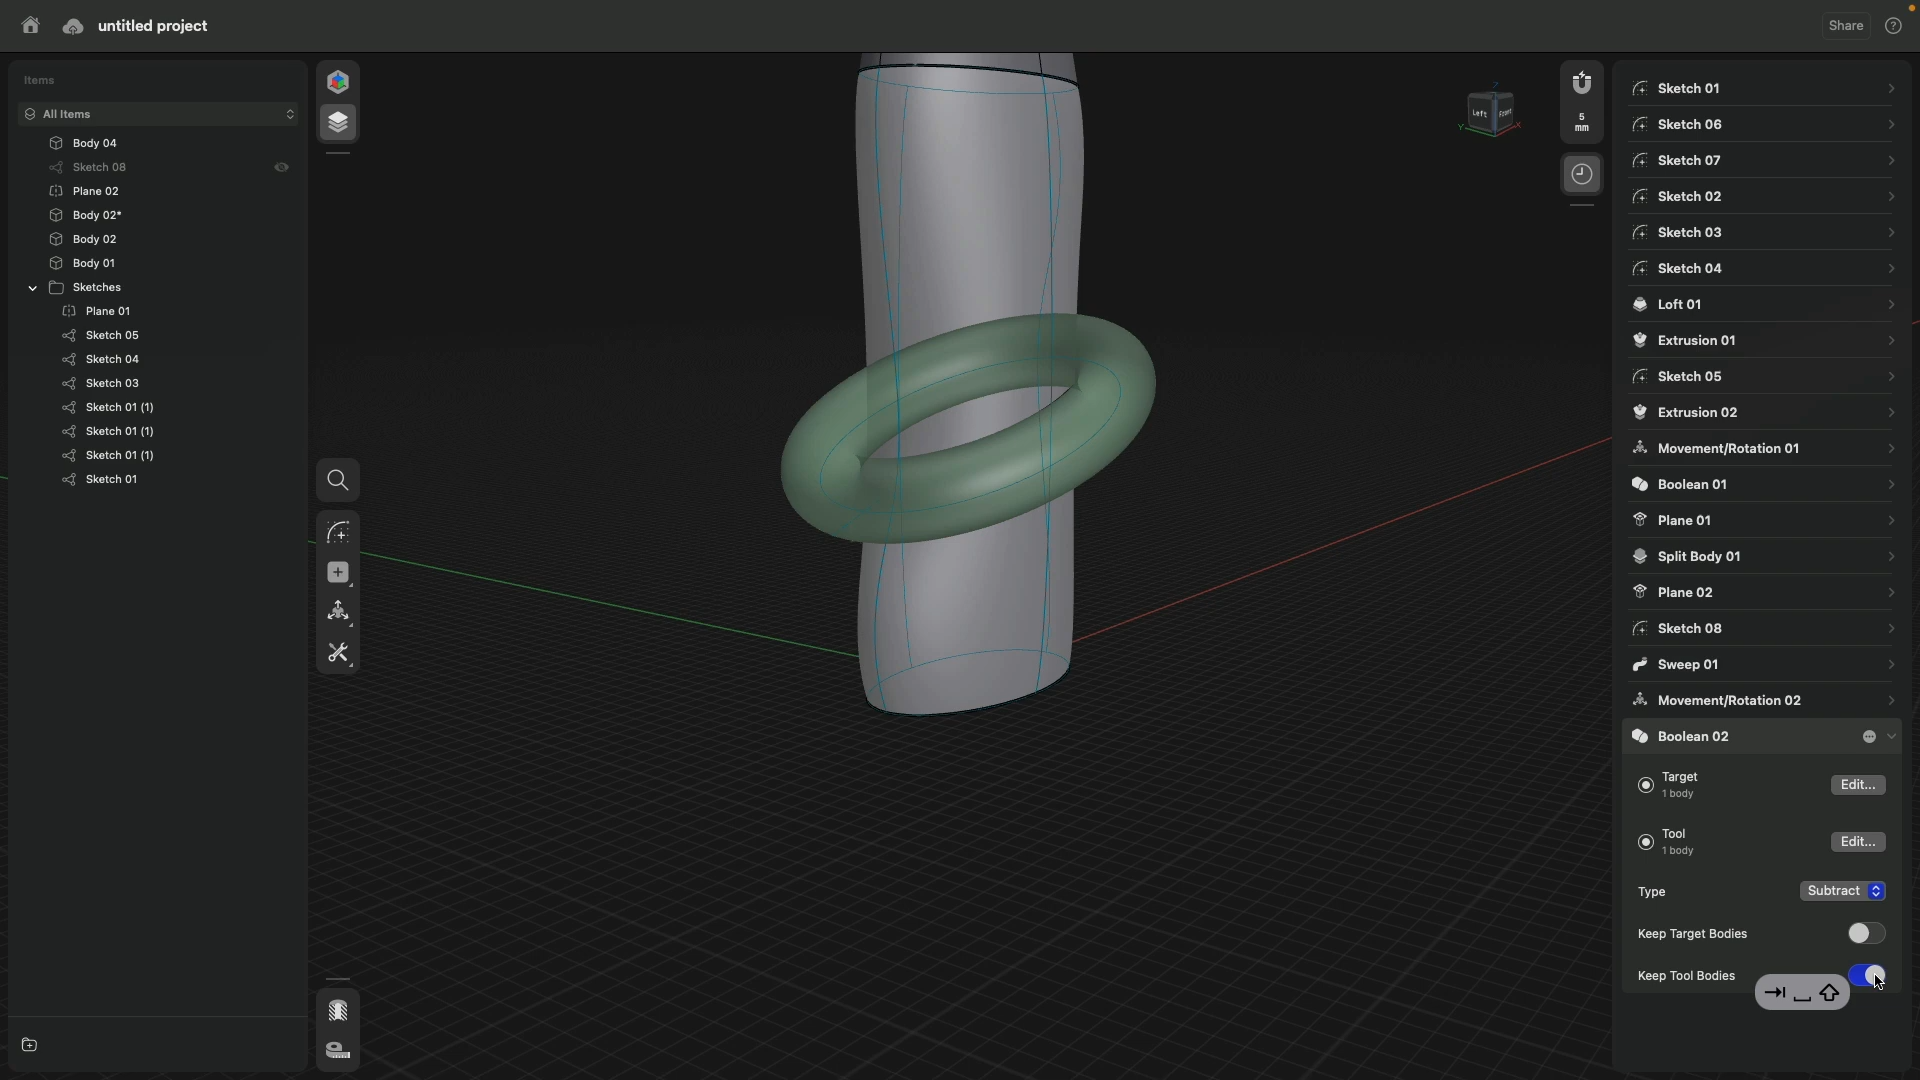 untitled project
Share
?
Items
All Items
Body 04
Sketch 08
Plane 02
Body 02*
Body 02
Body 01
Sketches
Plane 01
Sketch 05
Sketch 04
Sketch 03
Sketch 01 (1)
Sketch 01 (1)
Sketch 01 (1)
Sketch 01
Z
Left
Front
Y
X
5
mm
Sketch 01
Sketch 06
Sketch 07
Sketch 02
Sketch 03
Sketch 04
Loft 01
Extrusion 01
Sketch 05
Extrusion 02
Movement/Rotation 01
Boolean 01
Plane 01
Split Body 01
Plane 02
Sketch 08
Sweep 01
Movement/Rotation 02
Boolean 02
Target
1 body
Edit...
Tool
1 body
Edit...
Type
Subtract
Keep Target Bodies
Keep Tool Bodies